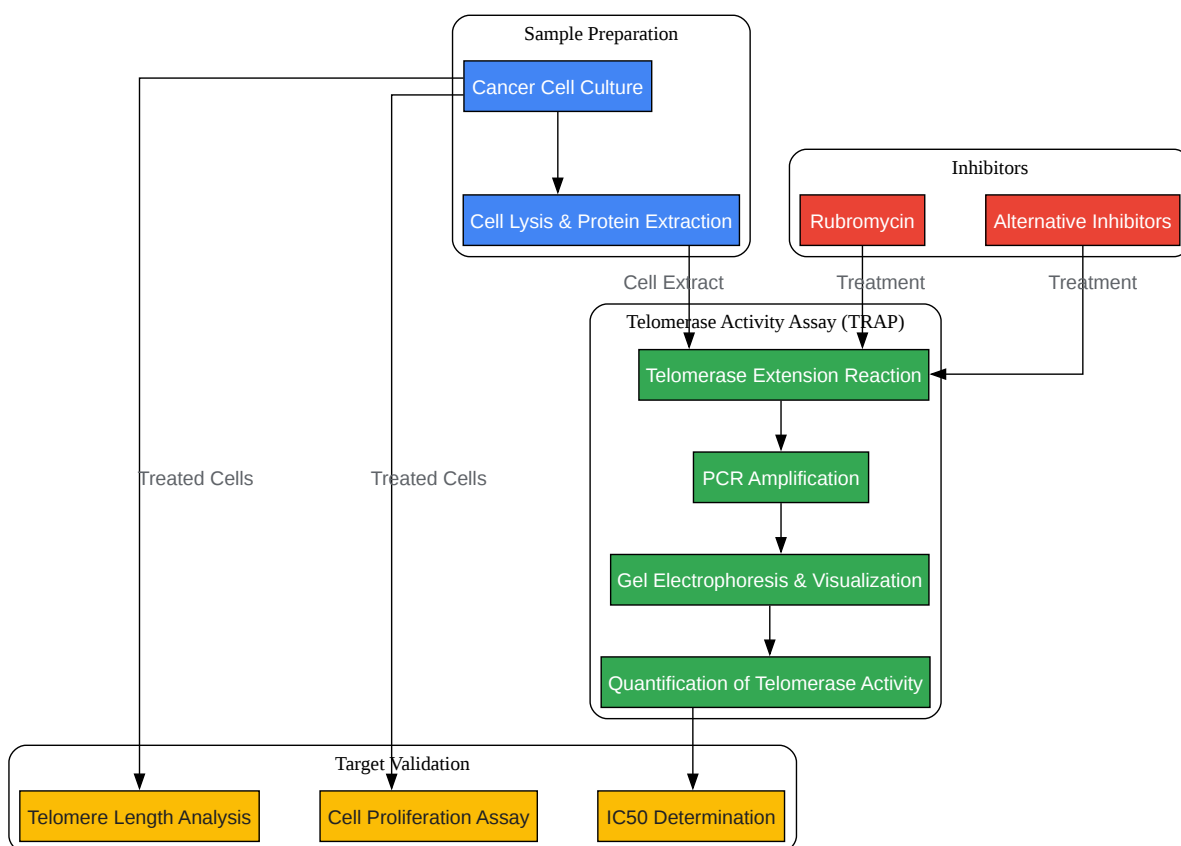 Sample Preparation
Cancer Cell Culture
Cell Lysis & Protein Extraction
Inhibitors
Rubromycin
Alternative Inhibitors
Cell Extract
Treatment
Treatment
Telomerase Activity Assay (TRAP)
Telomerase Extension Reaction
PCR Amplification
Treated Cells
Treated Cells
Gel Electrophoresis & Visualization
Quantification of Telomerase Activity
Target Validation
Telomere Length Analysis
Cell Proliferation Assay
IC50 Determination